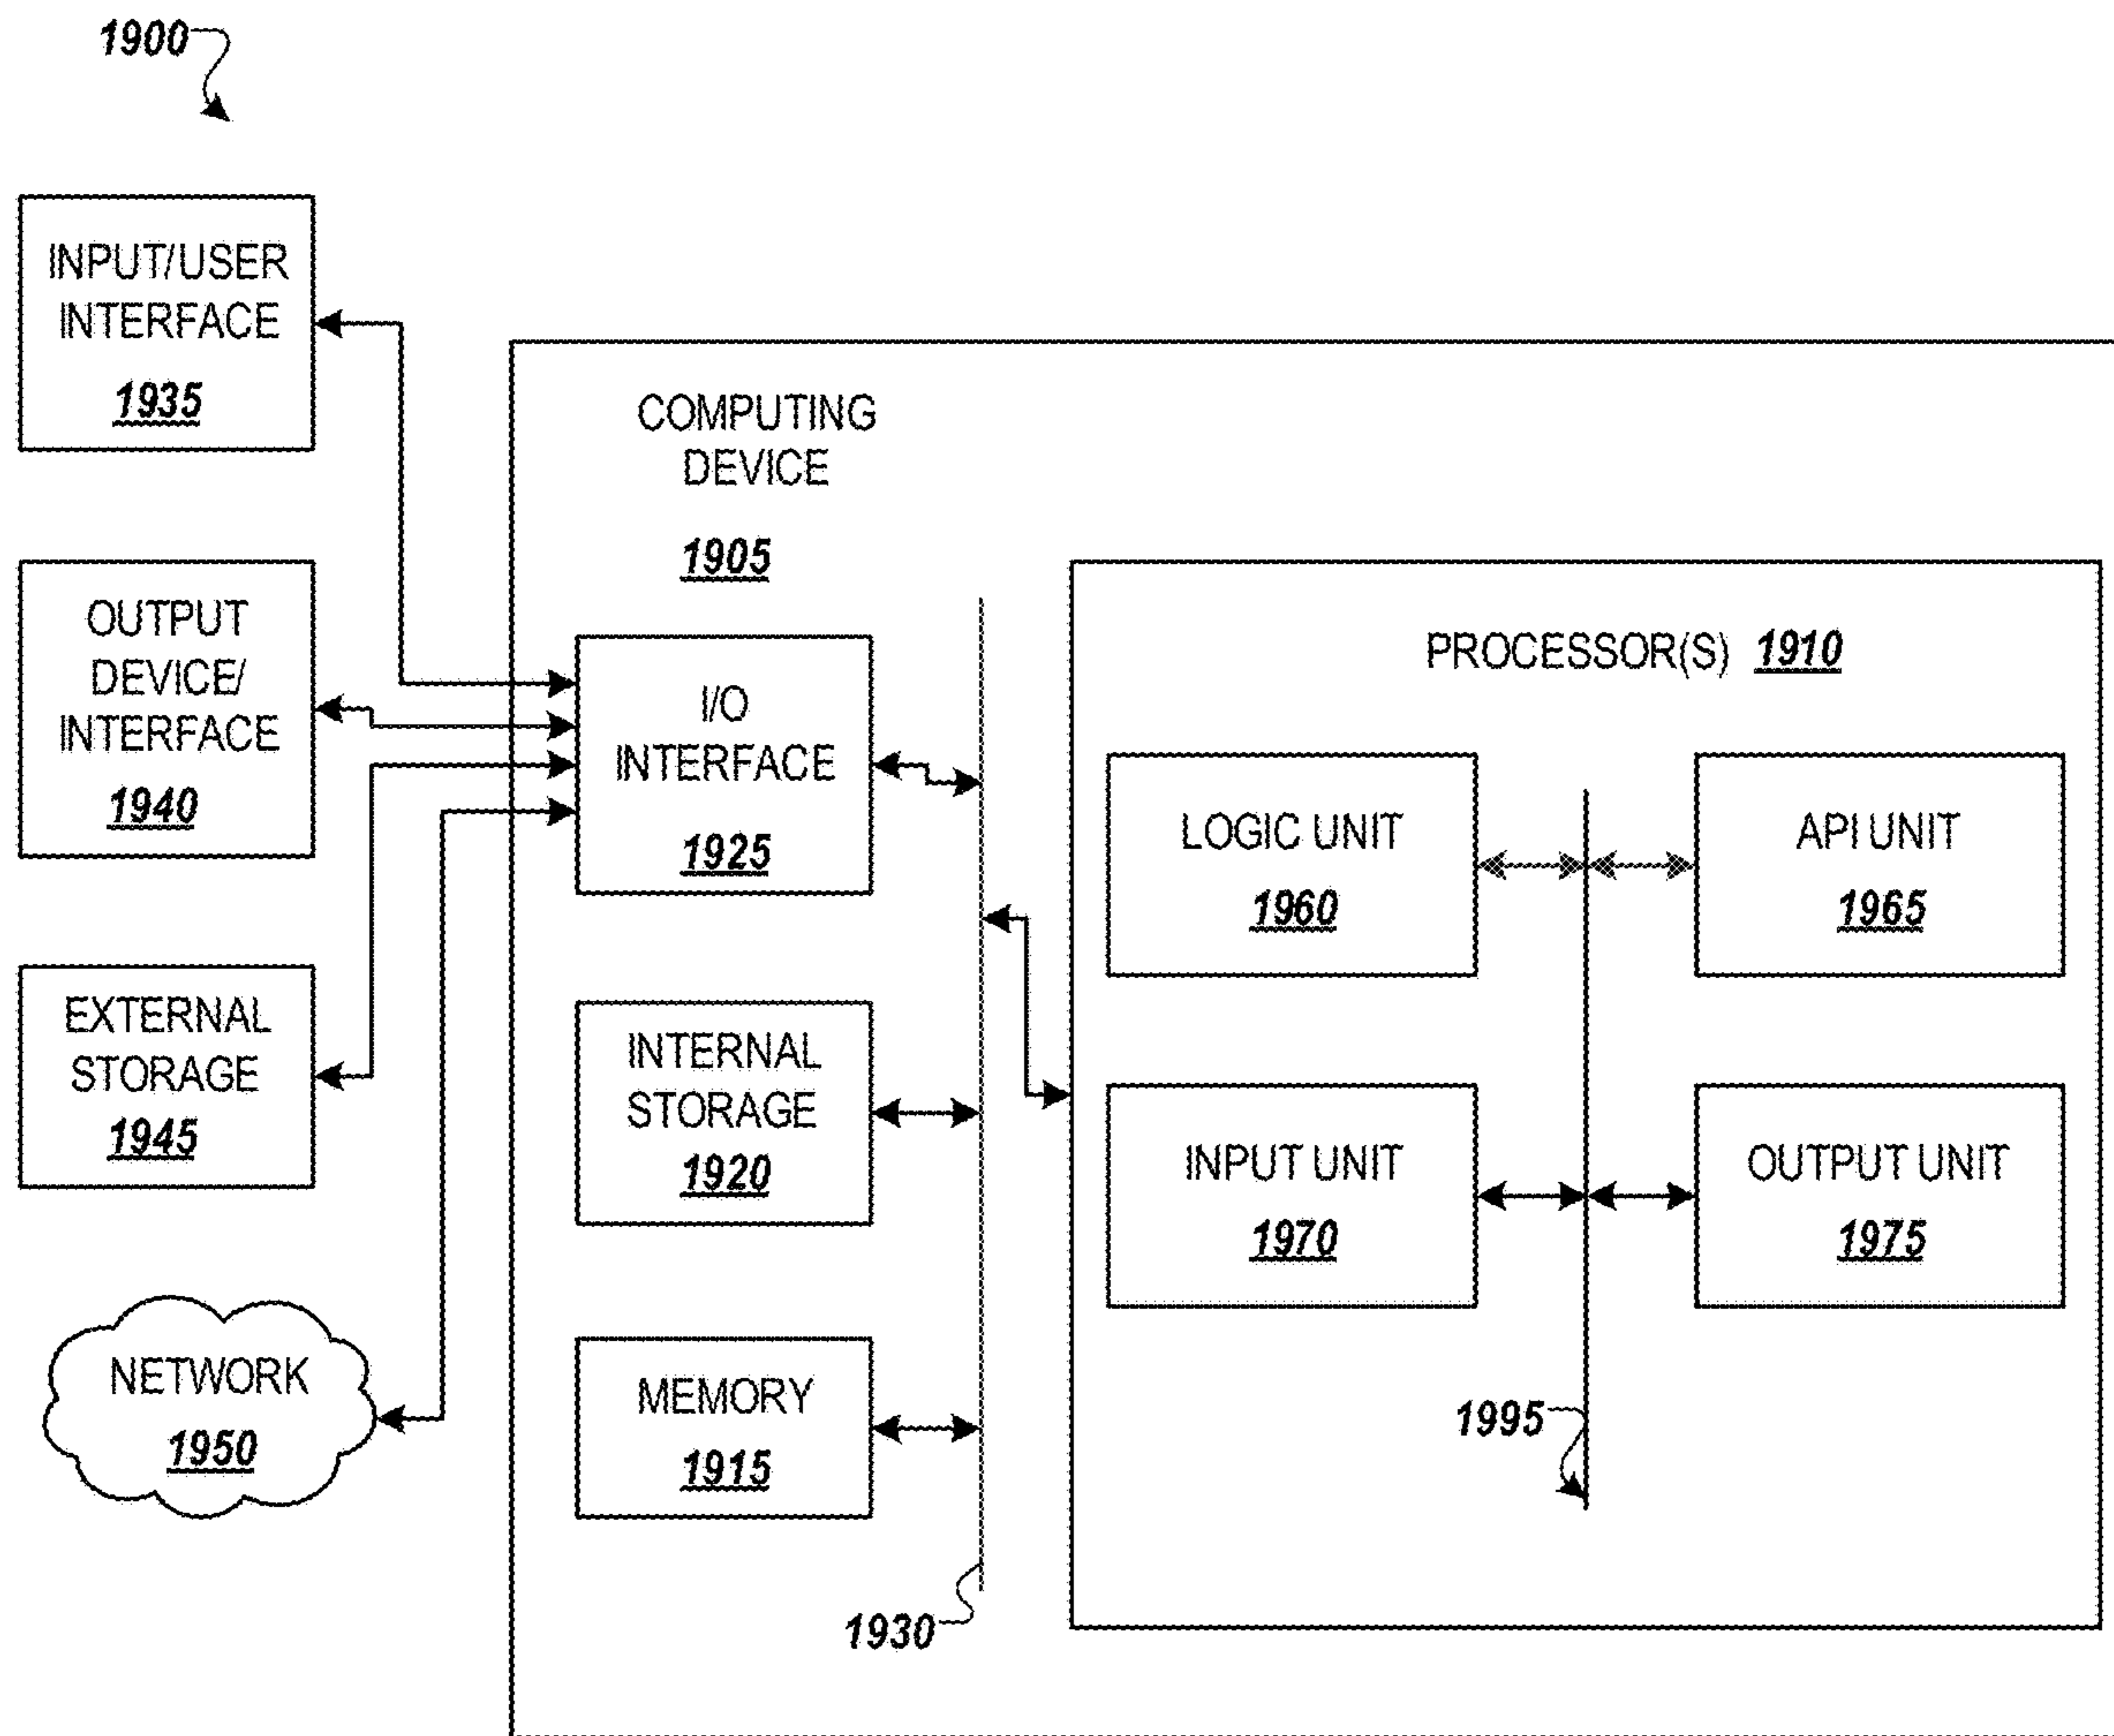 1900
INPUT/USER
INTERFACE
1935
OUTPUT
DEVICE/
INTERFACE
1940
EXTERNAL
STORAGE
1945
NETWORK
1950
COMPUTING
DEVICE
1905
I/O
INTERFACE
1925
INTERNAL
STORAGE
1920
MEMORY
1915
1930
PROCESSOR(S) 1910
LOGIC UNIT
1960
API UNIT
1965
INPUT UNIT
1970
OUTPUT UNIT
1975
1995